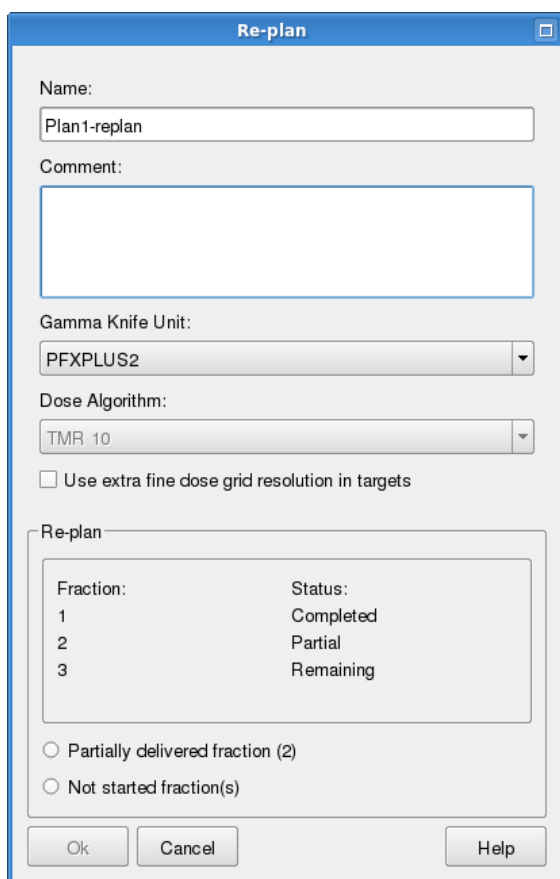 Re-plan
Name:
Plan1-replan
Comment:
Gamma Knife Unit:
PFXPLUS2
Dose Algorithm:
TMR 10
Use extra fine dose grid resolution in targets
Re-plan
Fraction: Status:
1 Completed
2 Partial
3 Remaining
Partially delivered fraction (2)
Not started fraction(s)
Ok Cancel Help